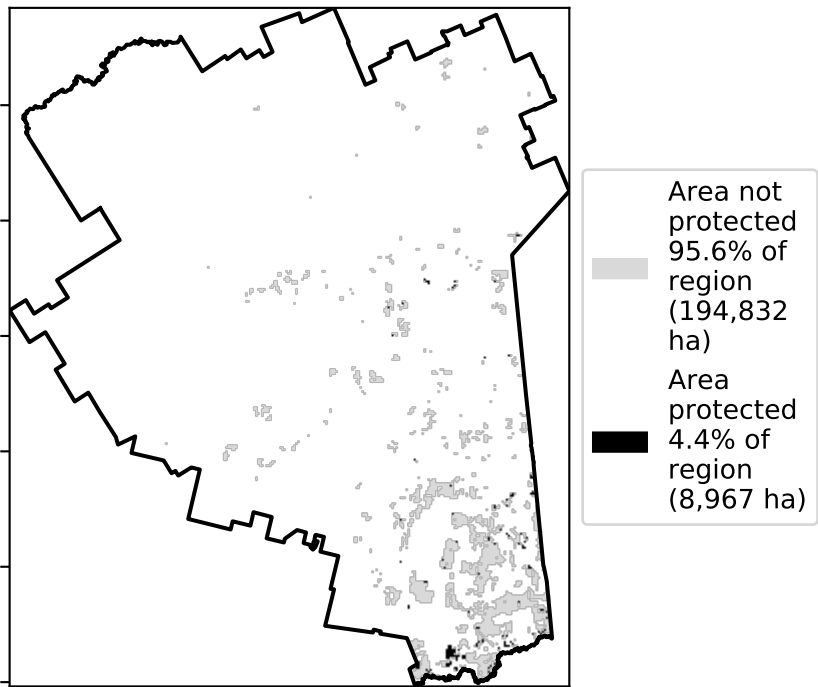 Area not
protected
95.6% of
region
(194,832
ha)
Area
protected
4.4% of
region
(8,967 ha)